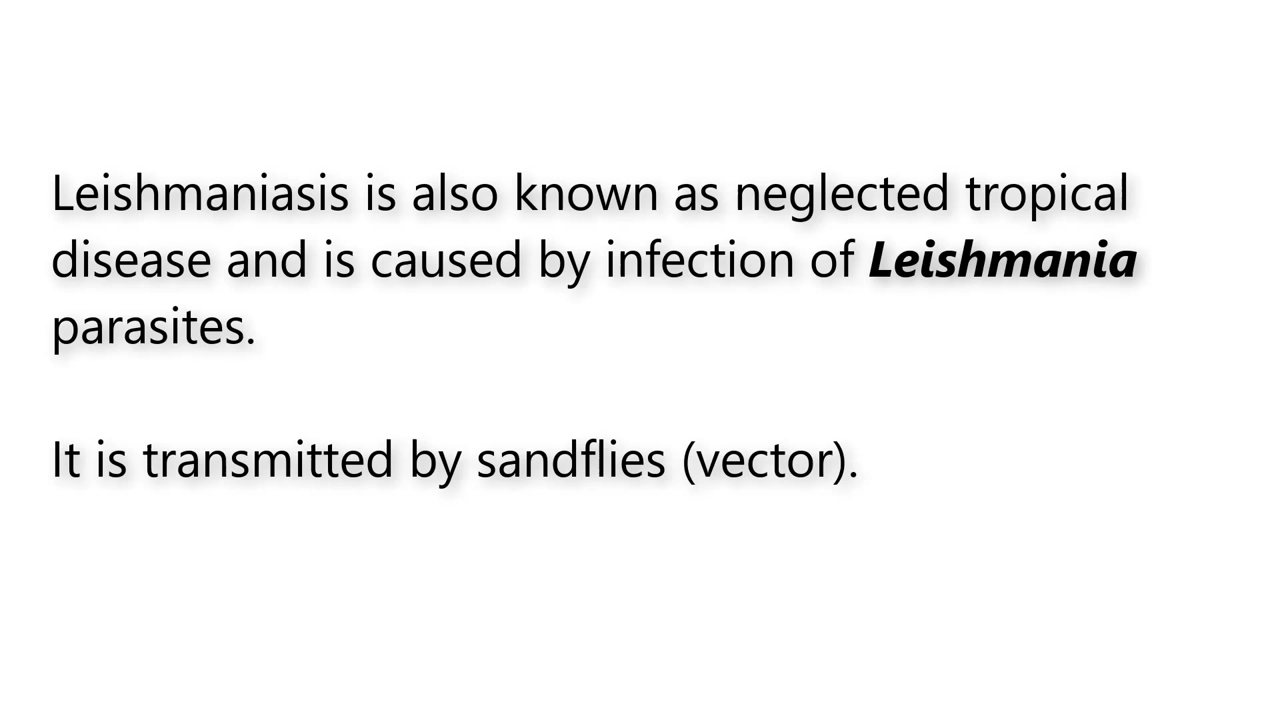 Leishmaniasis is also known as neglected tropical
disease and is caused by infection of Leishmania
parasites.
It is transmitted by sandflies (vector).